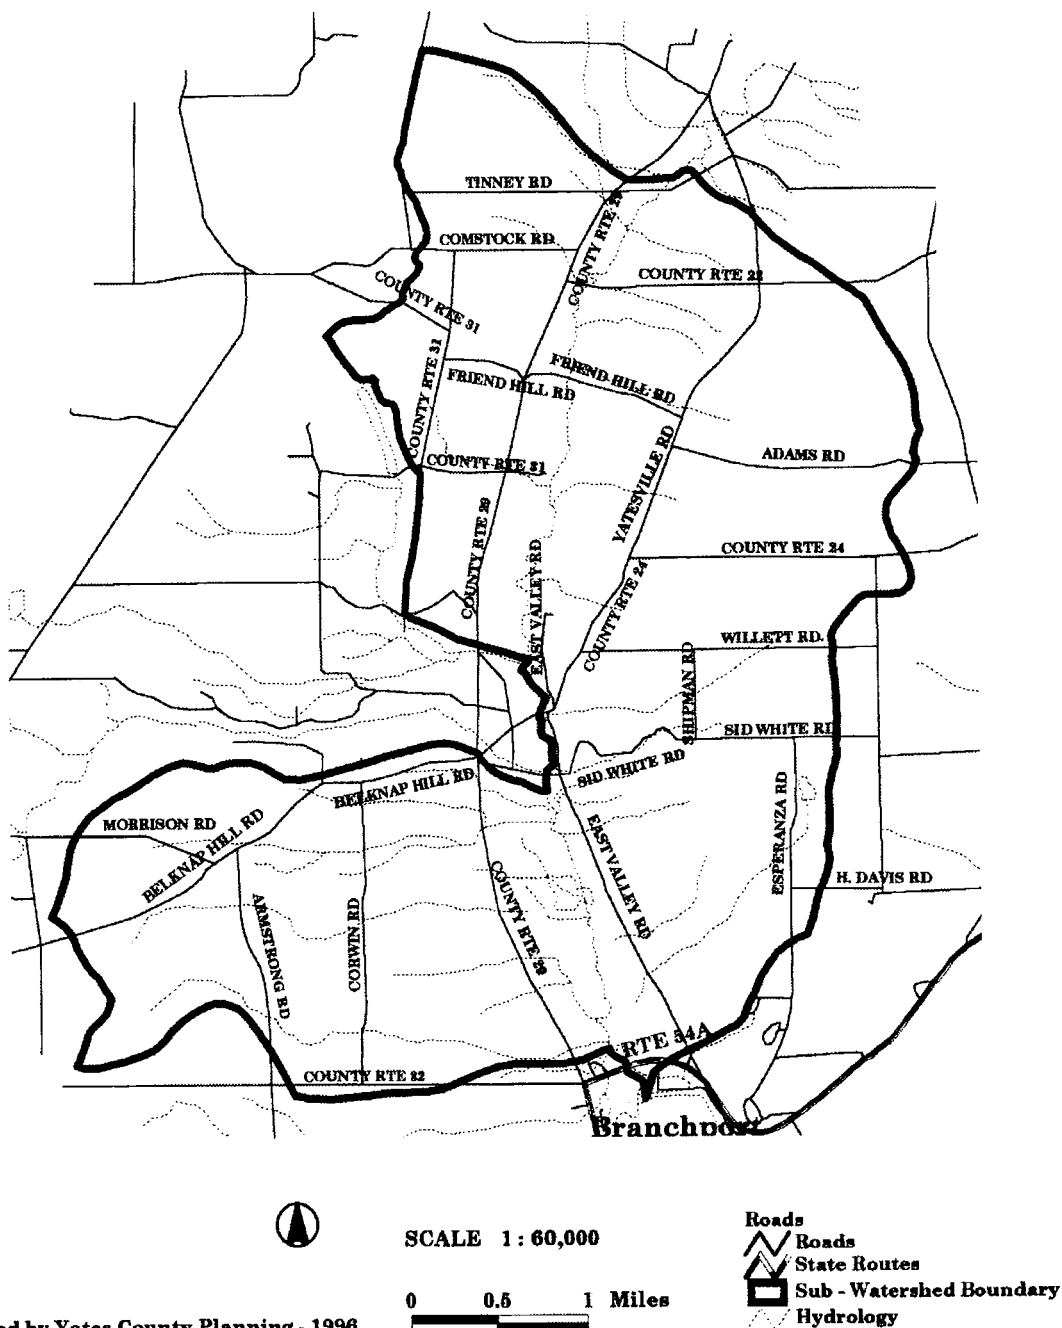 TINNEY RD
COUNTY RTE 29
COMSTOCK RD
COUNTY RTE 22
COUNTY RTE 31
COUNTY RTE 31
FRIEND HILL RD
FRIEND HILL RD
COUNTY RTE 31
YATESVILLE RD
ADAMS RD
COUNTY RTE 29
EAST VALLEY RD
COUNTY RTE 24
COUNTY RTE 24
WILLETT RD.
SHIPMAN RD
SID WHITE RD
SID WHITE RD
BELKNAP HILL RD
MORRISON RD
BELKNAP HILL RD
ESPERANZA RD
EAST VALLEY RD
H. DAVIS RD
ARMSTRONG RD
CORWIN RD
COUNTY RTE 29
RTE 54A
COUNTY RTE 32
Branchport
SCALE 1 : 60,000
0 0.5 1 Miles
Roads
Roads
State Routes
Sub - Watershed Boundary
Hydrology
by Yates County Planning - 1996